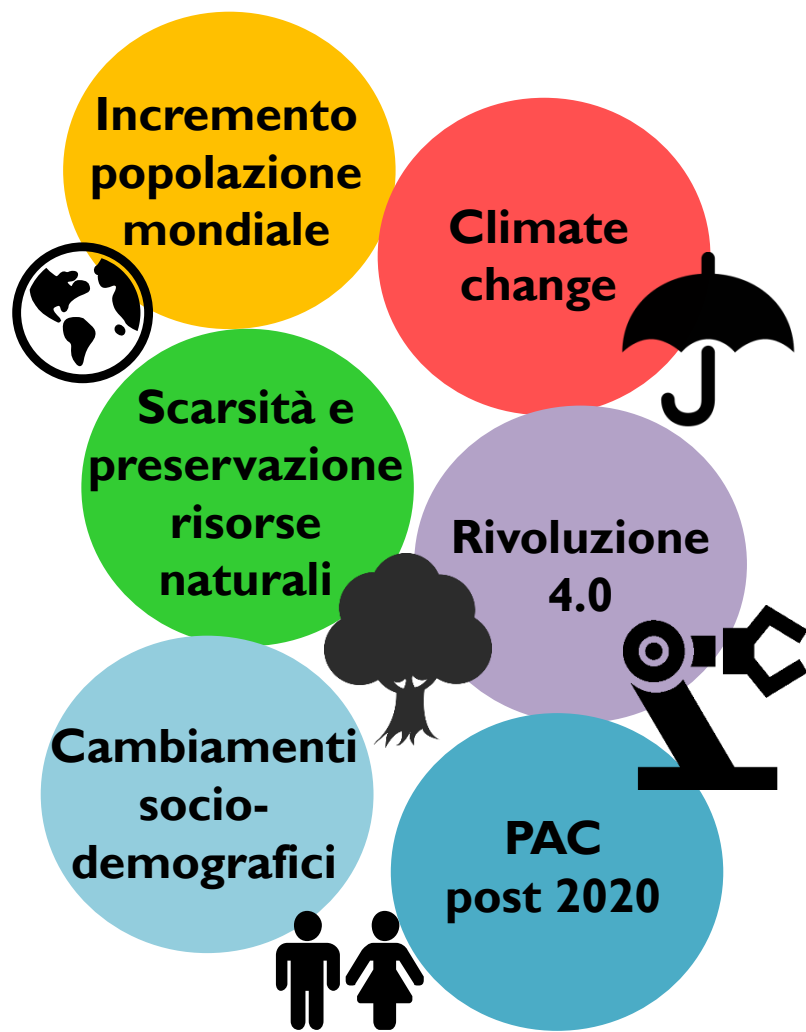 Incremento
popolazione
mondiale
Climate
change
Scarsità e
preservazione
risorse
naturali
Rivoluzione
4.0
Cambiamenti
socio-
demografici
PAC
post 2020